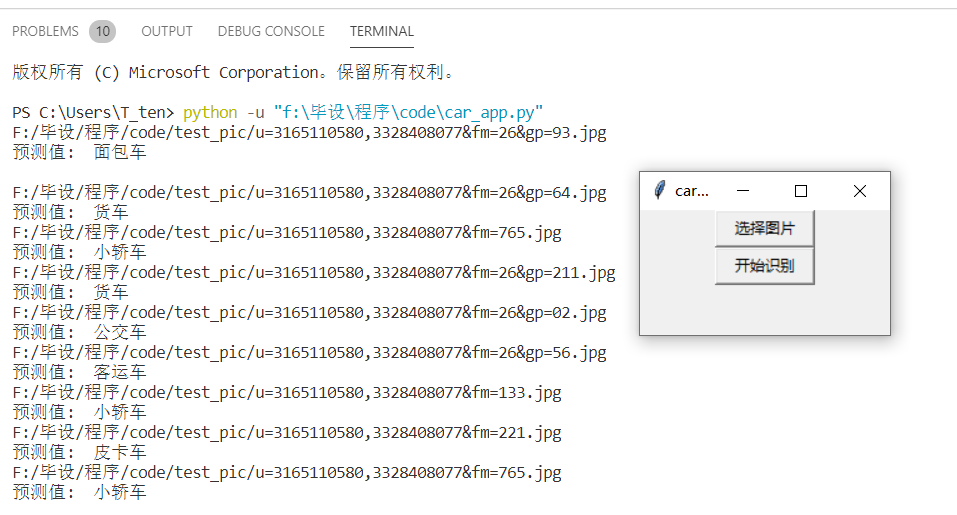 PROBLEMS 10 OUTPUT DEBUG CONSOLE TERMINAL
版权所有 (C) Microsoft Corporation。保留所有权利。
PS C:\Users\T_ten> python -u "f:\毕设\程序\code\car_app.py"
F:/毕设/程序/code/test_pic/u=3165110580,3328408077&fm=26&gp=93.jpg
预测值: 面包车
F:/毕设/程序/code/test_pic/u=3165110580,3328408077&fm=26&gp=64.jpg
预测值: 货车
F:/毕设/程序/code/test_pic/u=3165110580,3328408077&fm=765.jpg
预测值: 小轿车
F:/毕设/程序/code/test_pic/u=3165110580,3328408077&fm=26&gp=211.jpg
预测值: 货车
F:/毕设/程序/code/test_pic/u=3165110580,3328408077&fm=26&gp=02.jpg
预测值: 公交车
F:/毕设/程序/code/test_pic/u=3165110580,3328408077&fm=26&gp=56.jpg
预测值: 客运车
F:/毕设/程序/code/test_pic/u=3165110580,3328408077&fm=133.jpg
预测值: 小轿车
F:/毕设/程序/code/test_pic/u=3165110580,3328408077&fm=221.jpg
预测值: 皮卡车
F:/毕设/程序/code/test_pic/u=3165110580,3328408077&fm=765.jpg
预测值: 小轿车
car...
选择图片
开始识别